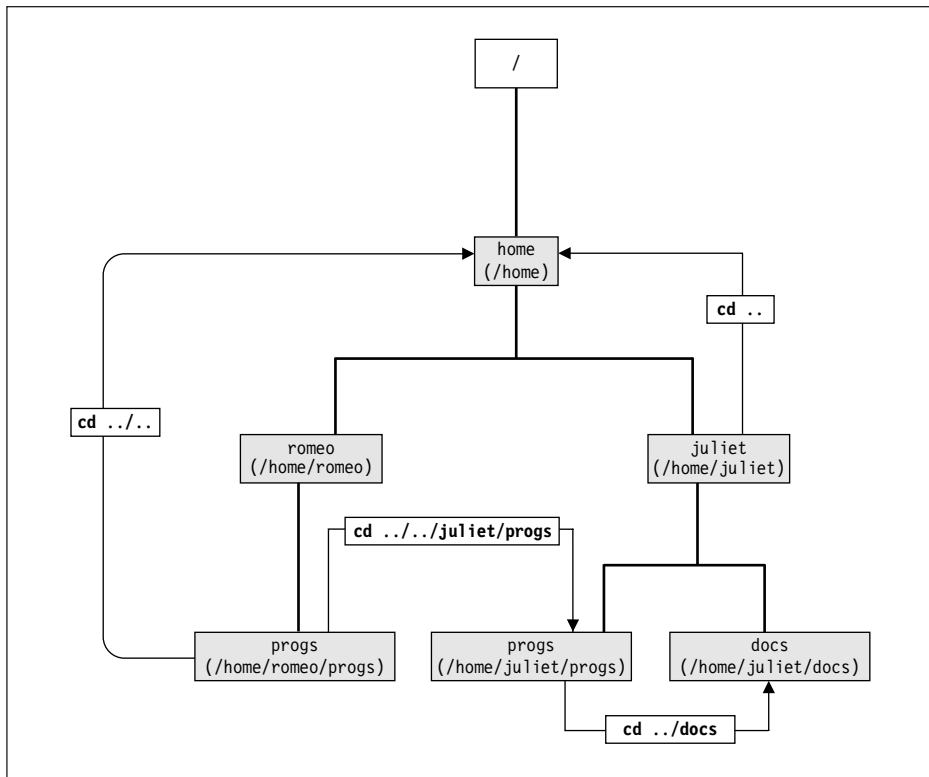 /
home
(/home)
cd ..
cd ../..
romeo
(/home/romeo)
juliet
(/home/juliet)
cd ../../juliet/progs
progs
(/home/romeo/progs)
progs
(/home/juliet/progs)
docs
(/home/juliet/docs)
cd ../docs